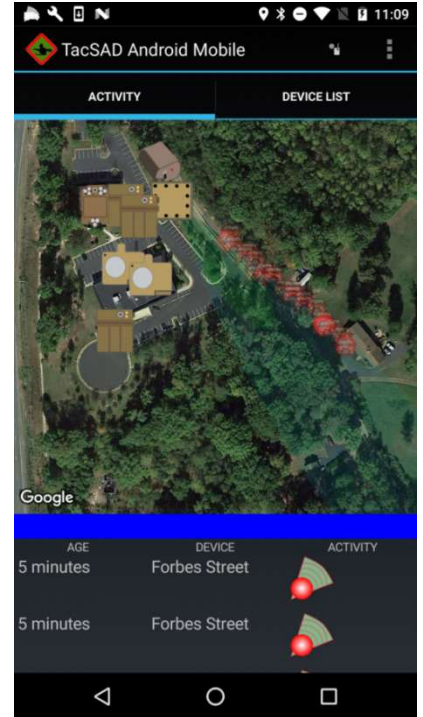 11:09
TacSAD Android Mobile
ACTIVITY
DEVICE LIST
Google
AGE DEVICE ACTIVITY
5 minutes Forbes Street
5 minutes Forbes Street